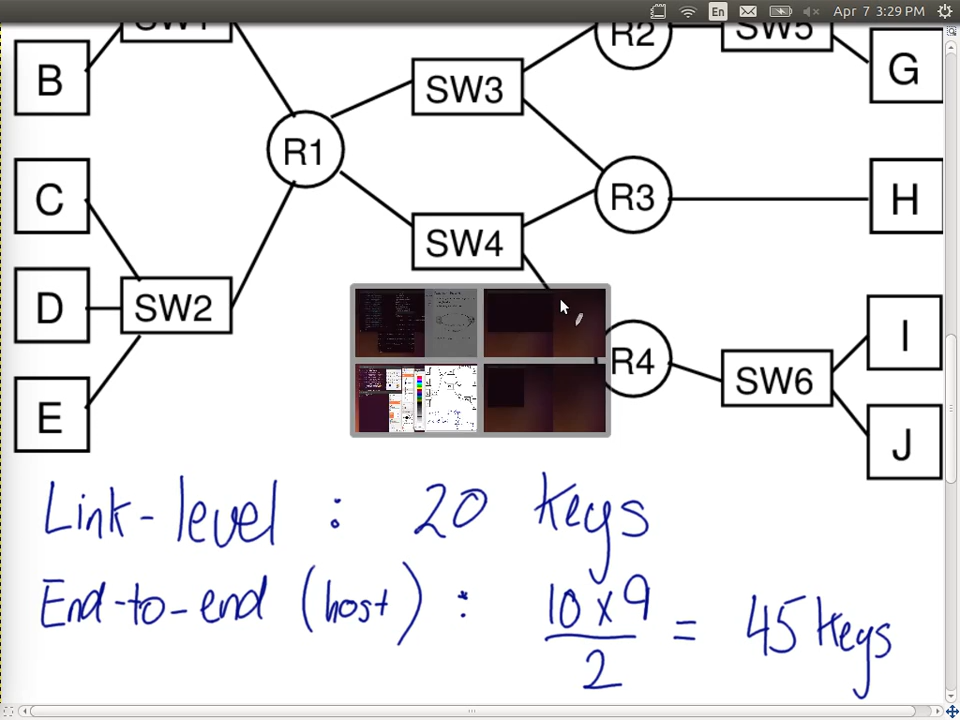 En Apr 7 3:29 PM
SW1 R2 SW5
B SW3 G
R1
C R3 H
SW4
D SW2 I
R4 SW6
E J
Link-level : 20 keys
End-to-end (host) : 10 x 9 / 2 = 45 keys